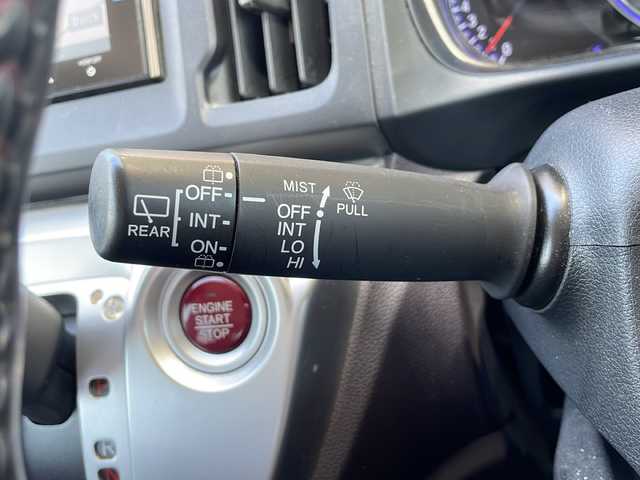 REAR
OFF
INT
ON
MIST
PULL
OFF
INT
LO
HI
ENGINE
START
STOP